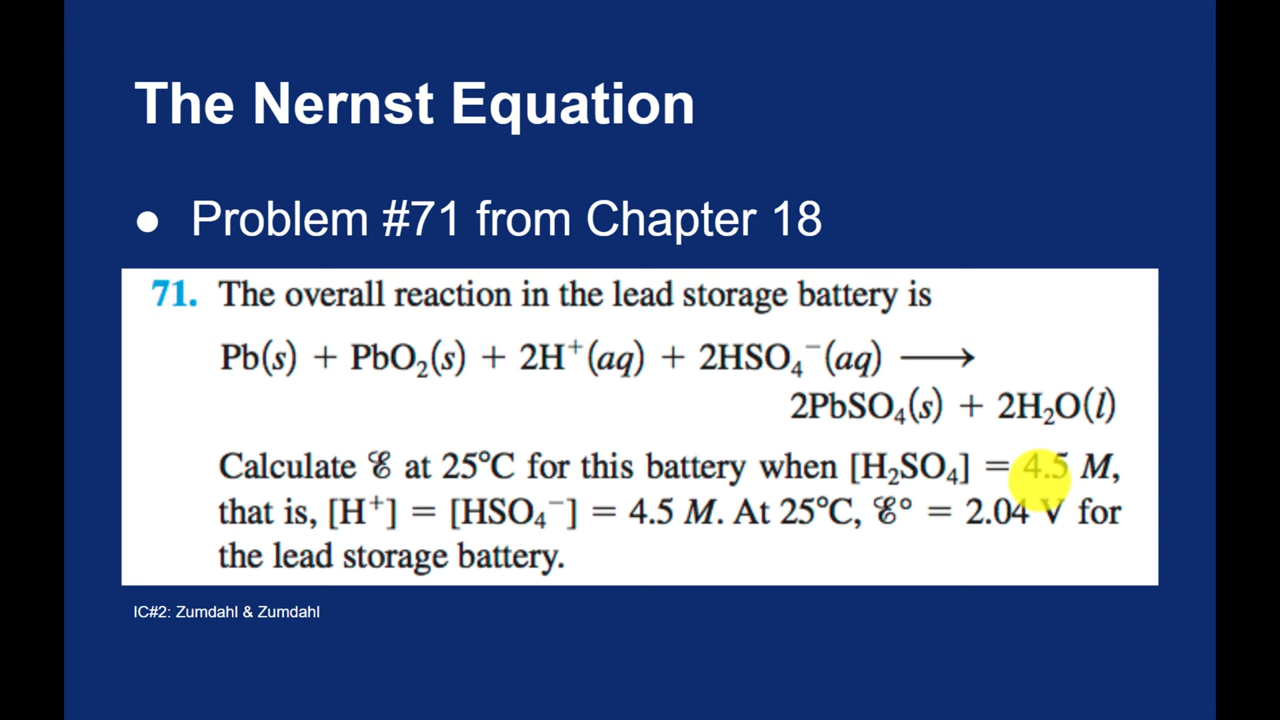 The Nernst Equation
● Problem #71 from Chapter 18
71. The overall reaction in the lead storage battery is
Pb(s) + PbO₂(s) + 2H⁺(aq) + 2HSO₄⁻(aq) ⟶
2PbSO₄(s) + 2H₂O(l)
Calculate ℰ at 25°C for this battery when [H₂SO₄] = 4.5 M,
that is, [H⁺] = [HSO₄⁻] = 4.5 M. At 25°C, ℰ° = 2.04 V for
the lead storage battery.
IC#2: Zumdahl & Zumdahl